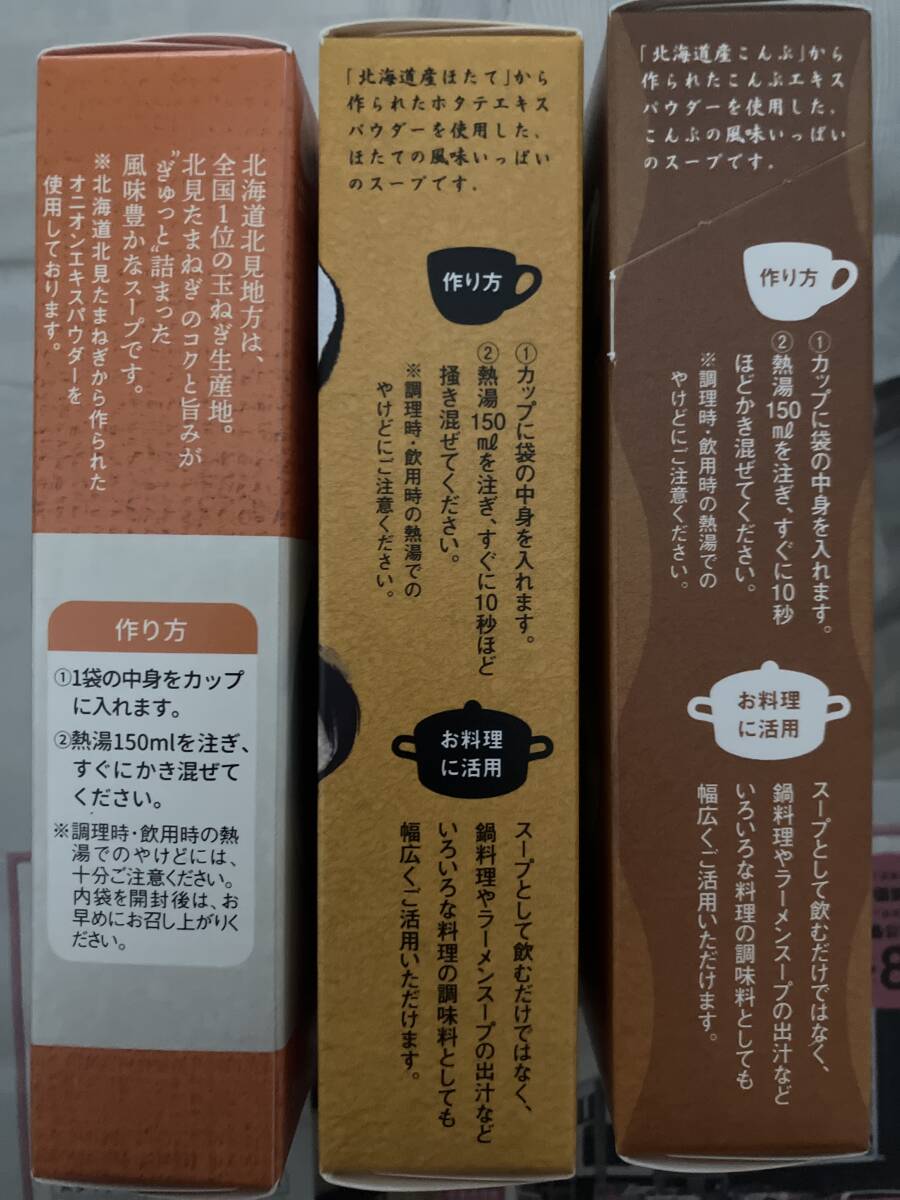 北海道北見地方は、
全国1位の玉ねぎ生産地。
北見たまねぎのコクと旨みが
“ぎゅっと”詰まった
風味豊かなスープです。
※北海道北見たまねぎから作られた
オニオンエキスパウダーを
使用しております。
作り方
①1袋の中身をカップ
に入れます。
②熱湯150mlを注ぎ、
すぐにかき混ぜて
ください。
※調理時・飲用時の熱
湯でのやけどには、
十分ご注意ください。
内袋を開封後は、お
早めにお召し上がりく
ださい。
「北海道産ほたて」から
作られたホタテエキス
パウダーを使用した、
ほたての風味いっぱい
のスープです。
作り方
①カップに袋の中身を入れます。
②熱湯150㎖を注ぎ、すぐに10秒ほど
掻き混ぜてください。
※調理時・飲用時の熱湯での
やけどにご注意ください。
お料理
に活用
スープとして飲むだけではなく、
鍋料理やラーメンスープの出汁など
いろいろな料理の調味料としても
幅広くご活用いただけます。
「北海道産こんぶ」から
作られたこんぶエキス
パウダーを使用した、
こんぶの風味いっぱい
のスープです。
作り方
①カップに袋の中身を入れます。
②熱湯150㎖を注ぎ、すぐに10秒
ほどかき混ぜてください。
※調理時・飲用時の熱湯での
やけどにご注意ください。
お料理
に活用
スープとして飲むだけではなく、
鍋料理やラーメンスープの出汁など
いろいろな料理の調味料としても
幅広くご活用いただけます。